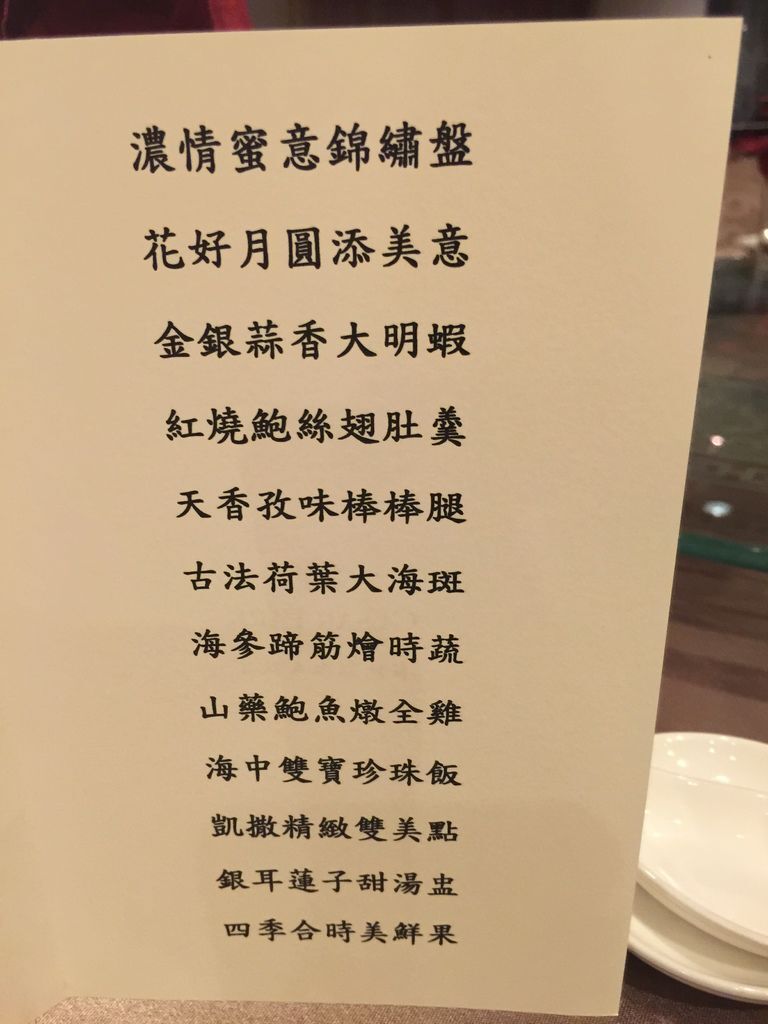 濃情蜜意錦繡盤
花好月圓添美意
金銀蒜香大明蝦
紅燒鮑絲翅肚羹
天香孜味棒棒腿
古法荷葉大海斑
海參蹄筋燴時蔬
山藥鮑魚燉全雞
海中雙寶珍珠飯
凱撒精緻雙美點
銀耳蓮子甜湯盅
四季合時美鮮果